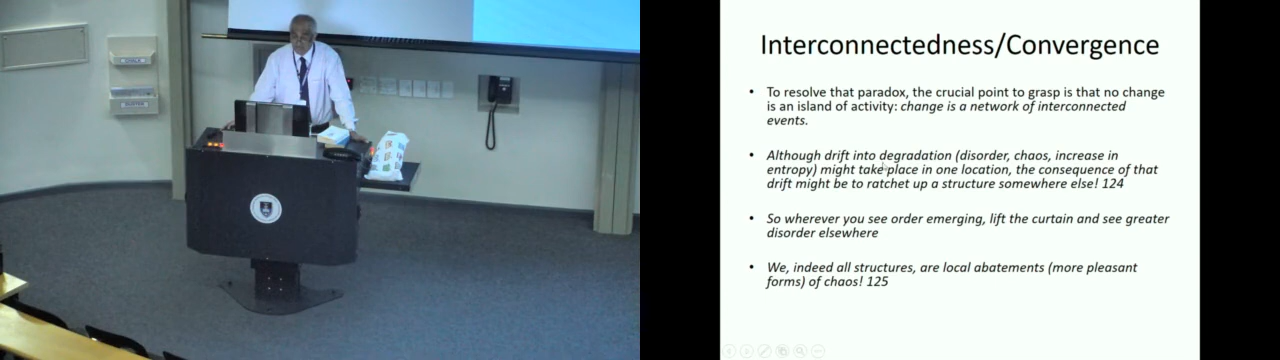 Interconnectedness/Convergence
• To resolve that paradox, the crucial point to grasp is that no change
is an island of activity: change is a network of interconnected
events.
• Although drift into degradation (disorder, chaos, increase in
entropy) might take place in one location, the consequence of that
drift might be to ratchet up a structure somewhere else! 124
• So wherever you see order emerging, lift the curtain and see greater
disorder elsewhere
• We, indeed all structures, are local abatements (more pleasant
forms) of chaos! 125